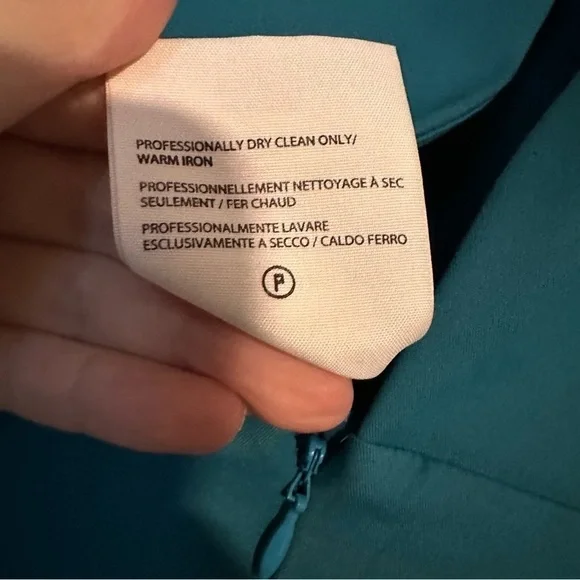 PROFESSIONALLY DRY CLEAN ONLY/
WARM IRON
PROFESSIONNELLEMENT NETTOYAGE À SEC
SEULEMENT / FER CHAUD
PROFESSIONALMENTE LAVARE
ESCLUSIVAMENTE A SECCO / CALDO FERRO
P